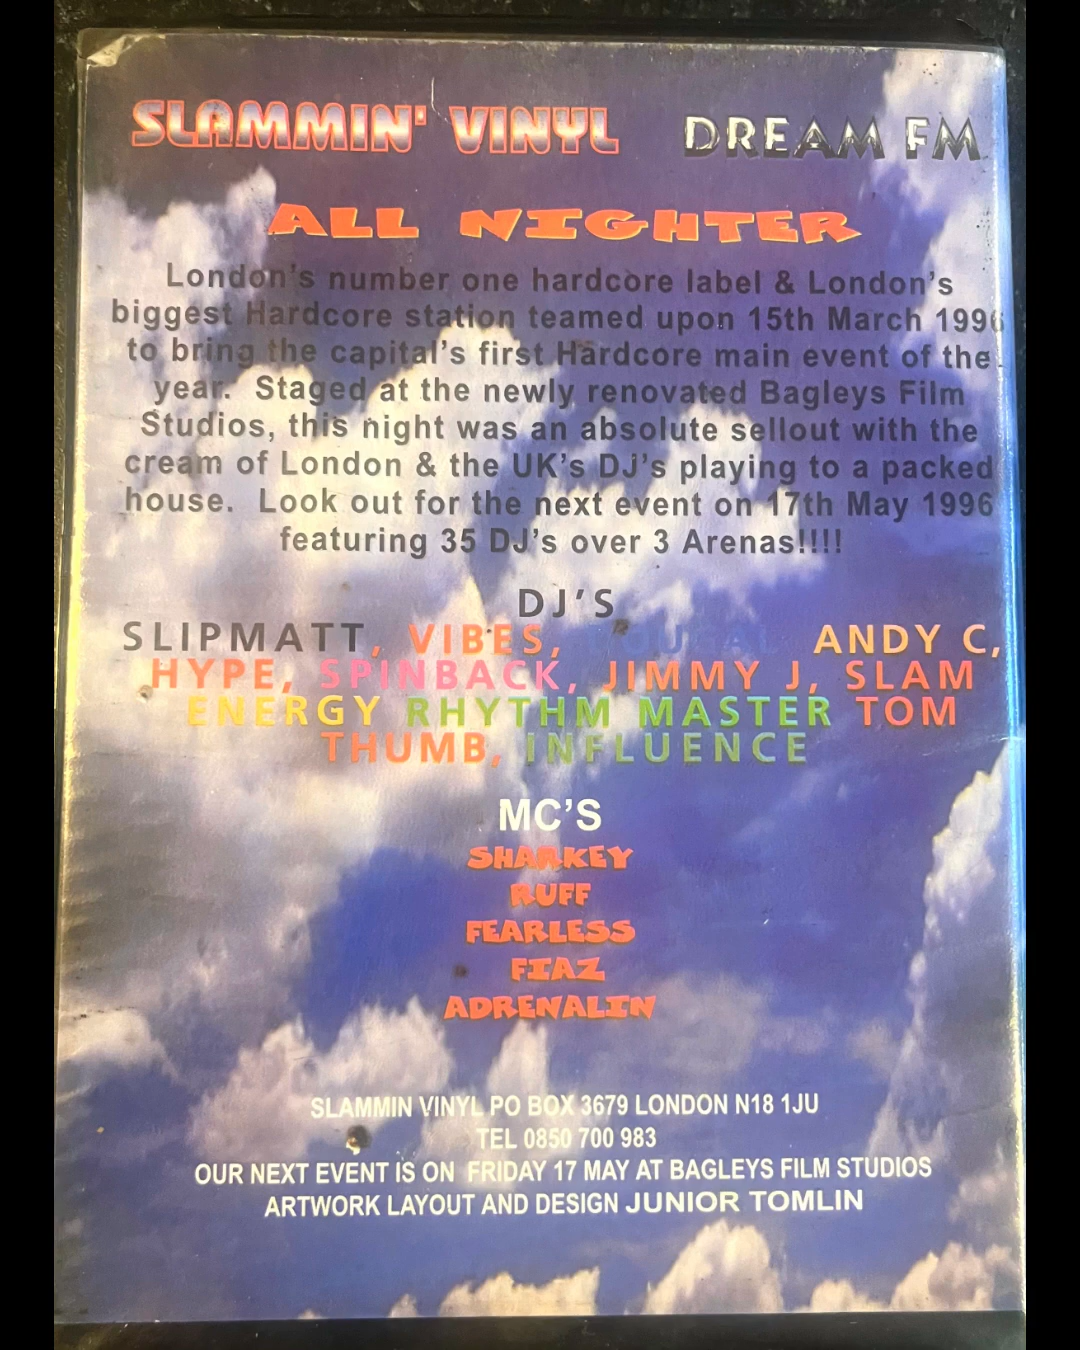 SLAMMIN' VINYL DREAM FM
ALL NIGHTER
London's number one hardcore label & London's
biggest Hardcore station teamed upon 15th March 1996
to bring the capital's first Hardcore main event of the
year. Staged at the newly renovated Bagleys Film
Studios, this night was an absolute sellout with the
cream of London & the UK's DJ's playing to a packed
house. Look out for the next event on 17th May 1996
featuring 35 DJ's over 3 Arenas!!!!
DJ'S
SLIPMATT, VIBES, DOUGAL ANDY C,
HYPE, SPINBACK, JIMMY J, SLAM
ENERGY RHYTHM MASTER TOM
THUMB, INFLUENCE
MC'S
SHARKEY
RUFF
FEARLESS
FIAZ
ADRENALIN
SLAMMIN VINYL PO BOX 3679 LONDON N18 1JU
TEL 0850 700 983
OUR NEXT EVENT IS ON FRIDAY 17 MAY AT BAGLEYS FILM STUDIOS
ARTWORK LAYOUT AND DESIGN JUNIOR TOMLIN